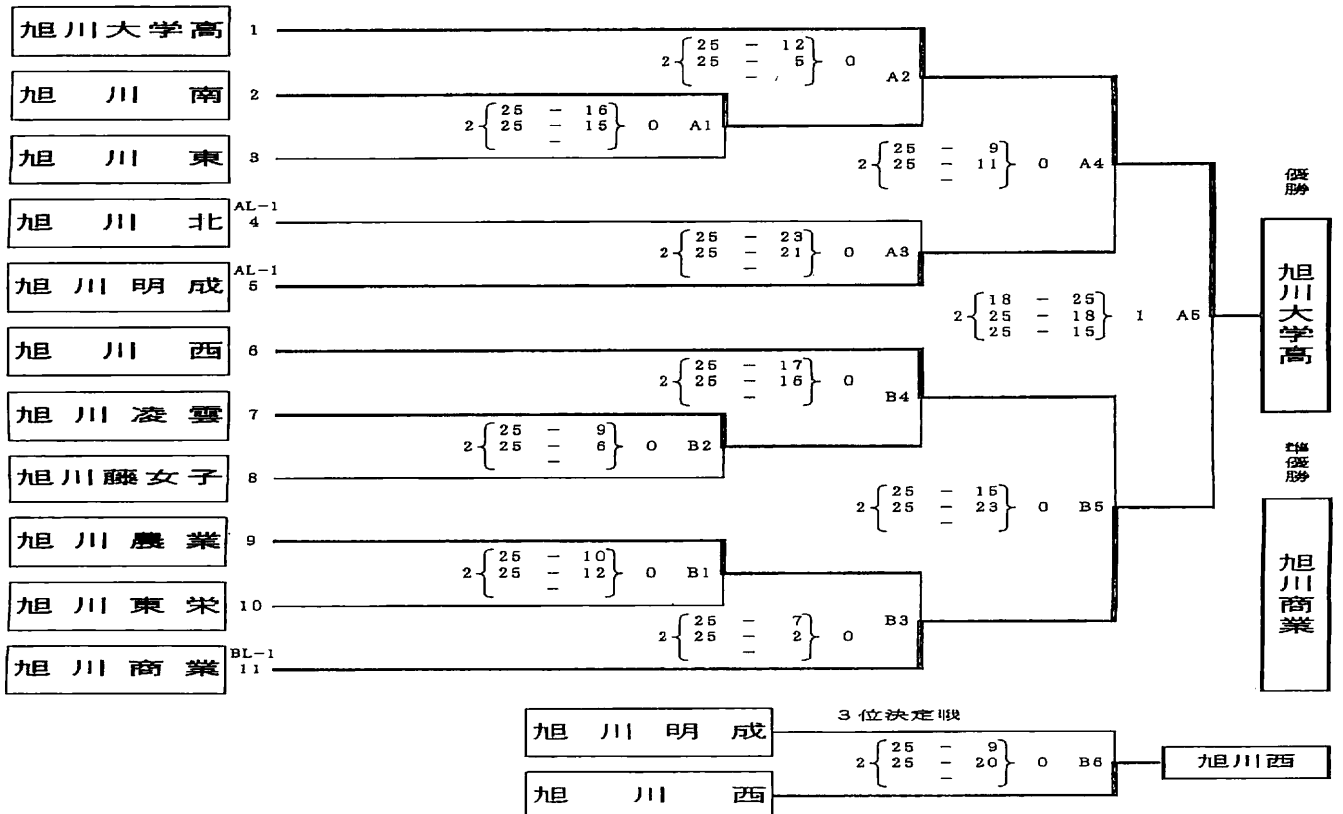 旭川大学高 1
2 { 25 - 12 25 - 5 - } 0 A2
旭川南 2
2 { 25 - 16 25 - 15 - } 0 A1
旭川東 3
2 { 25 - 9 25 - 11 - } 0 A4
旭川北 AL-1 4
2 { 25 - 23 25 - 21 - } 0 A3
旭川明成 AL-1 5
2 { 18 - 25 25 - 18 25 - 15 } 1 A5
旭川西 6
2 { 25 - 17 25 - 16 - } 0 B4
旭川凌雲 7
2 { 25 - 9 25 - 6 - } 0 B2
旭川藤女子 8
2 { 25 - 15 25 - 23 - } 0 B5
旭川農業 9
2 { 25 - 10 25 - 12 - } 0 B1
旭川東栄 10
2 { 25 - 7 25 - 2 - } 0 B3
旭川商業 BL-1 11
優勝
旭川大学高
準優勝
旭川商業
3位決定戦
旭川明成
2 { 25 - 9 25 - 20 - } 0 B6
旭川西
旭川西